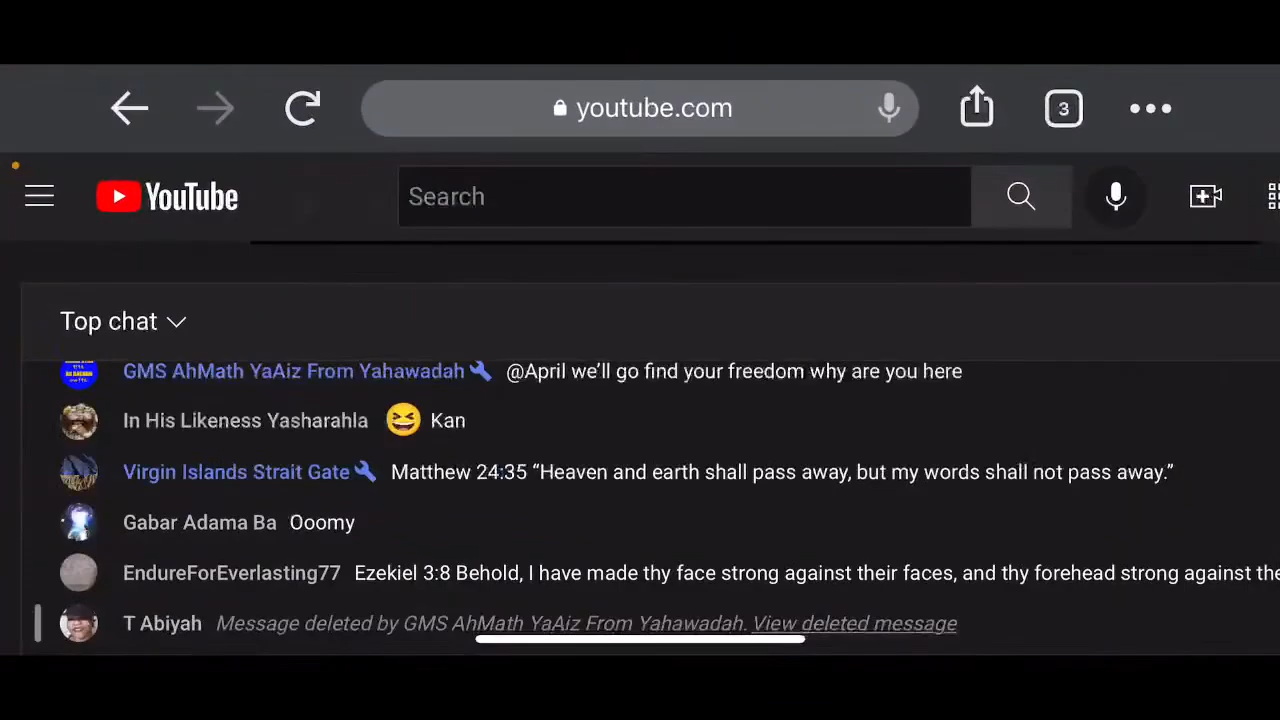 youtube.com
3
YouTube
Search
Top chat
GMS AhMath YaAiz From Yahawadah @April we’ll go find your freedom why are you here
In His Likeness Yasharahla Kan
Virgin Islands Strait Gate Matthew 24:35 “Heaven and earth shall pass away, but my words shall not pass away.”
Gabar Adama Ba Ooomy
EndureForEverlasting77 Ezekiel 3:8 Behold, I have made thy face strong against their faces, and thy forehead strong against
T Abiyah Message deleted by GMS AhMath YaAiz From Yahawadah. View deleted message